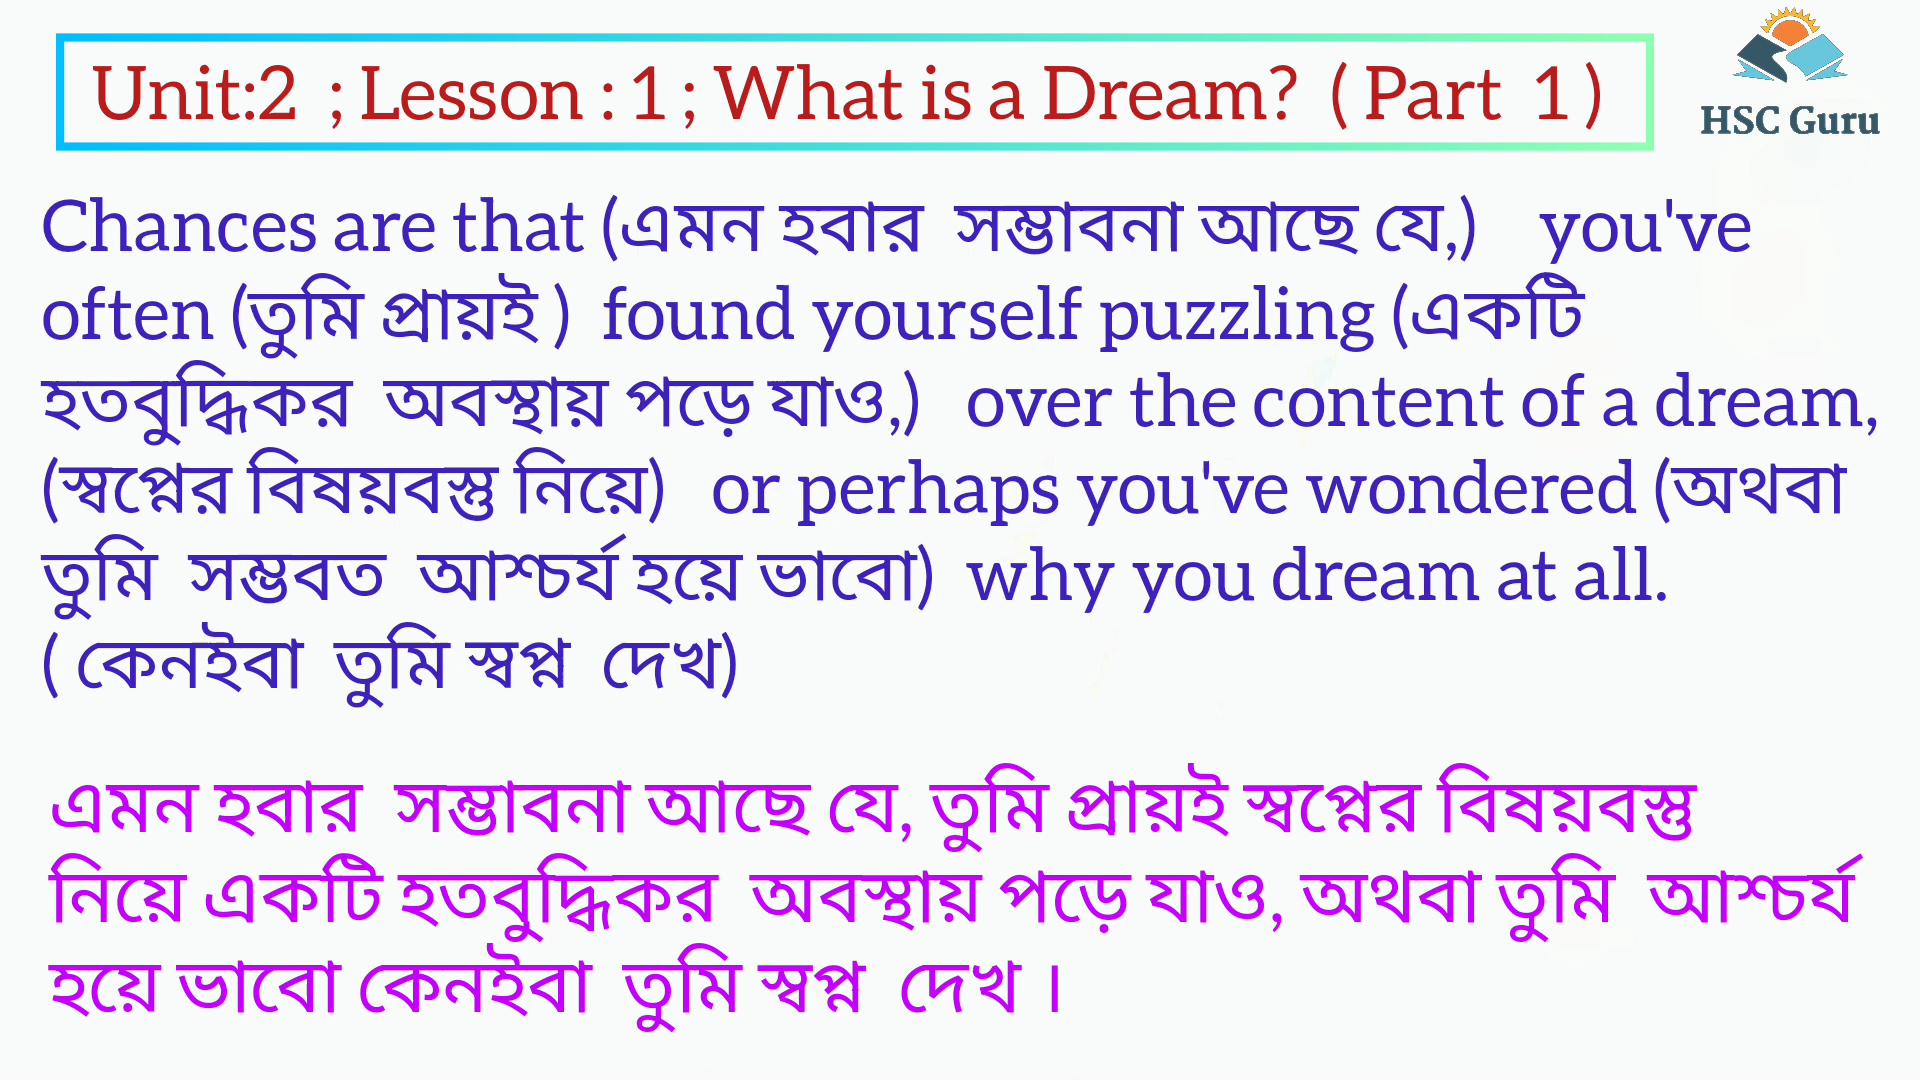 Unit:2 ; Lesson : 1 ; What is a Dream? ( Part 1 )
HSC Guru
Chances are that (এমন হবার সম্ভাবনা আছে যে,) you've
often (তুমি প্রায়ই ) found yourself puzzling (একটি
হতবুদ্ধিকর অবস্থায় পড়ে যাও,) over the content of a dream,
(স্বপ্নের বিষয়বস্তু নিয়ে) or perhaps you've wondered (অথবা
তুমি সম্ভবত আশ্চর্য হয়ে ভাবো) why you dream at all.
( কেনইবা তুমি স্বপ্ন দেখ)
এমন হবার সম্ভাবনা আছে যে, তুমি প্রায়ই স্বপ্নের বিষয়বস্তু
নিয়ে একটি হতবুদ্ধিকর অবস্থায় পড়ে যাও, অথবা তুমি আশ্চর্য
হয়ে ভাবো কেনইবা তুমি স্বপ্ন দেখ ।